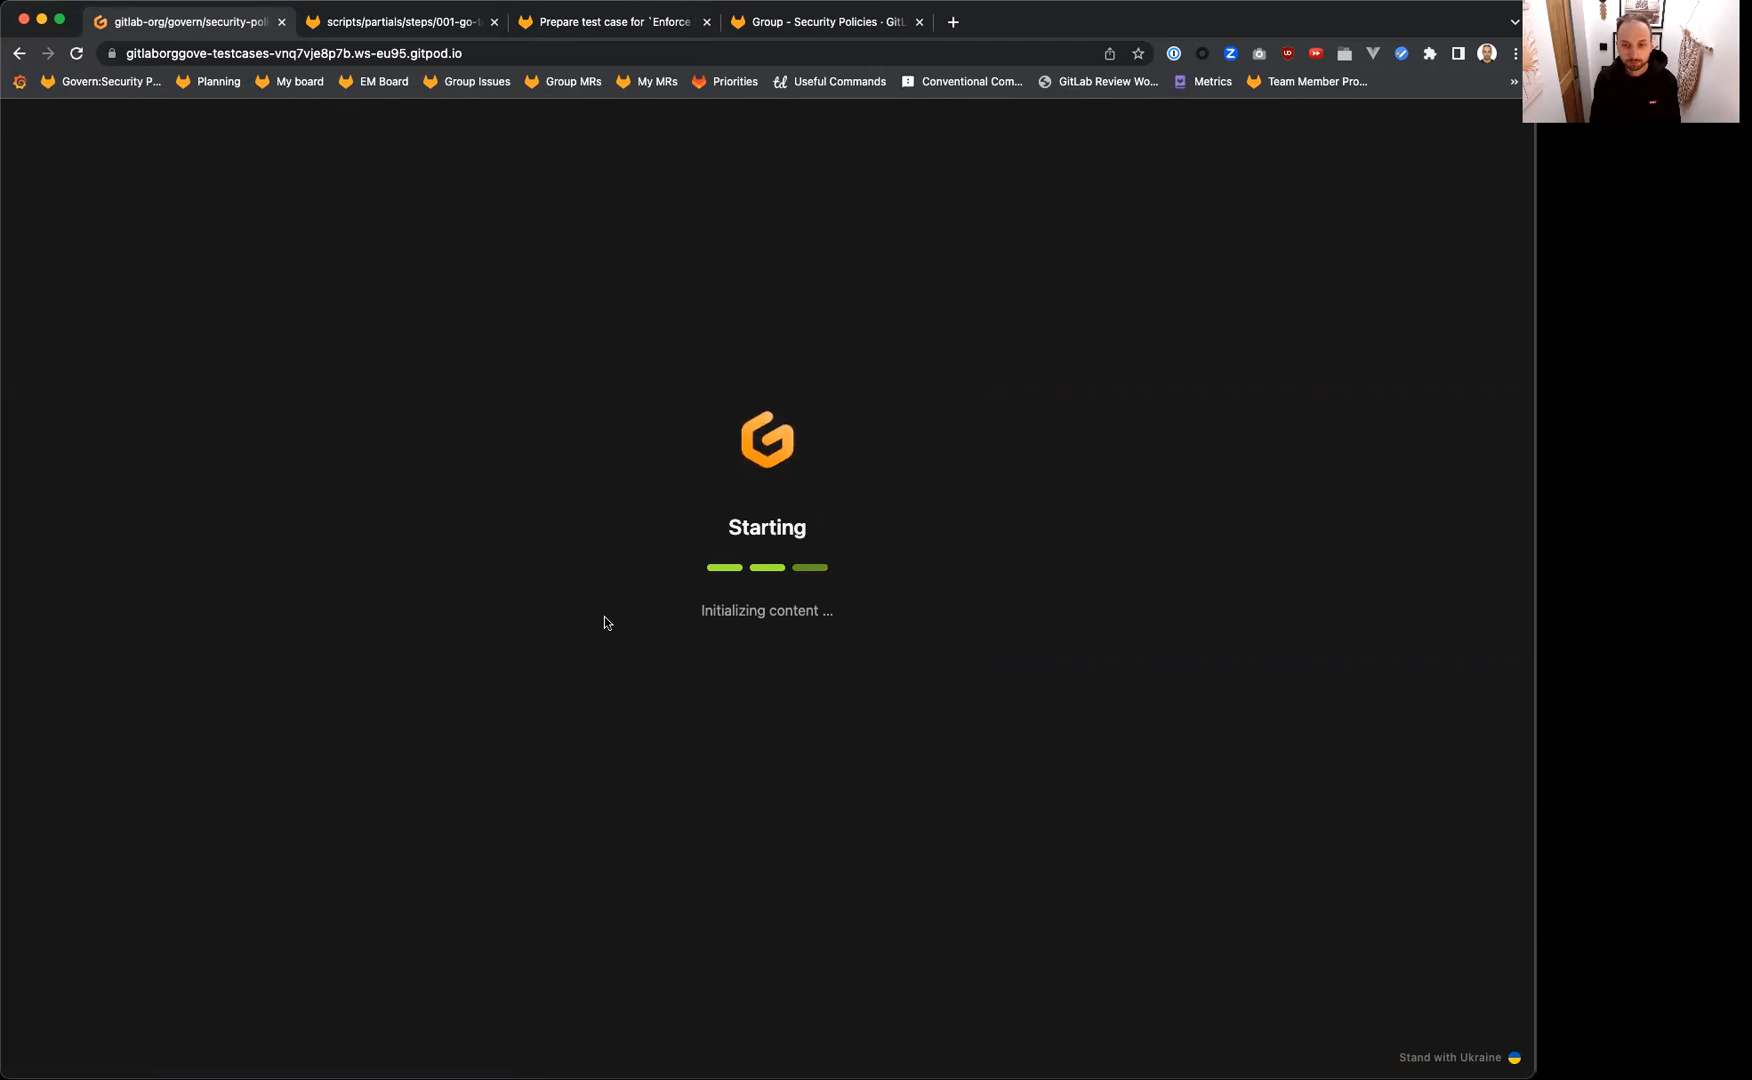 gitlab-org/govern/security-poli
scripts/partials/steps/001-go-t
Prepare test case for `Enforce
Group - Security Policies · GitL
gitlaborggove-testcases-vnq7vje8p7b.ws-eu95.gitpod.io
Govern:Security P...
Planning
My board
EM Board
Group Issues
Group MRs
My MRs
Priorities
Useful Commands
Conventional Com...
GitLab Review Wo...
Metrics
Team Member Pro...
Starting
Initializing content ...
Stand with Ukraine